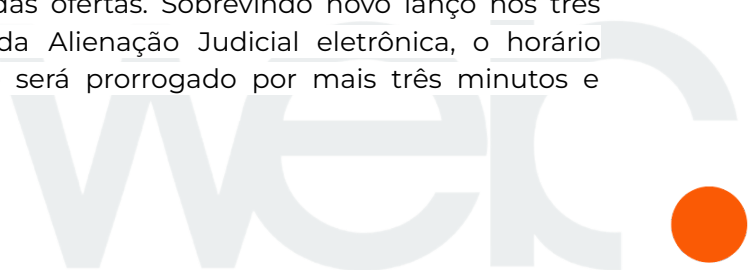 das ofertas. Sobrevindo novo lanço nos três
da Alienação Judicial eletrônica, o horário
será prorrogado por mais três minutos e